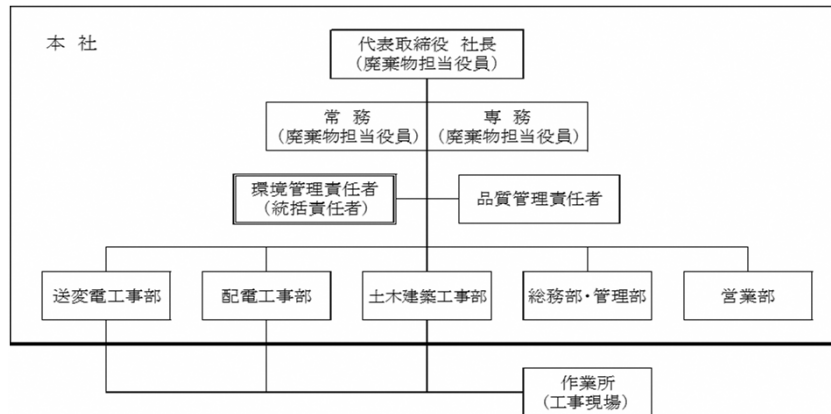 本 社
代表取締役 社長
(廃棄物担当役員)
常 務
(廃棄物担当役員)
専 務
(廃棄物担当役員)
環境管理責任者
(統括責任者)
品質管理責任者
送変電工事部
配電工事部
土木建築工事部
総務部・管理部
営業部
作業所
(工事現場)